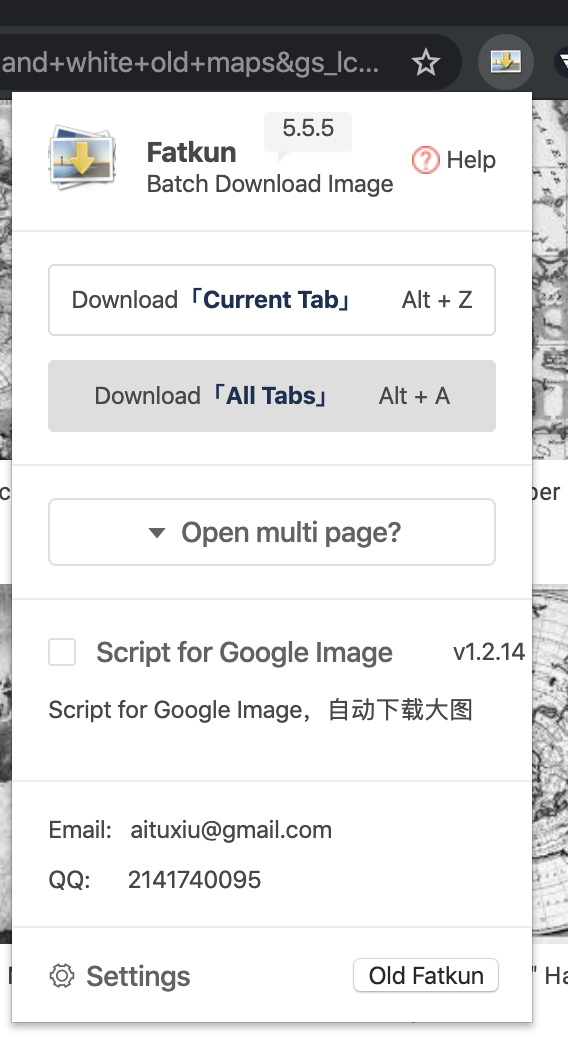 and+white+old+maps&gs_lc...
5.5.5
Fatkun
Help
Batch Download Image
Download「Current Tab」 Alt + Z
Download「All Tabs」 Alt + A
per
Open multi page?
Script for Google Image v1.2.14
Script for Google Image，自动下载大图
Email: aituxiu@gmail.com
QQ: 2141740095
Settings
Old Fatkun
" Ha